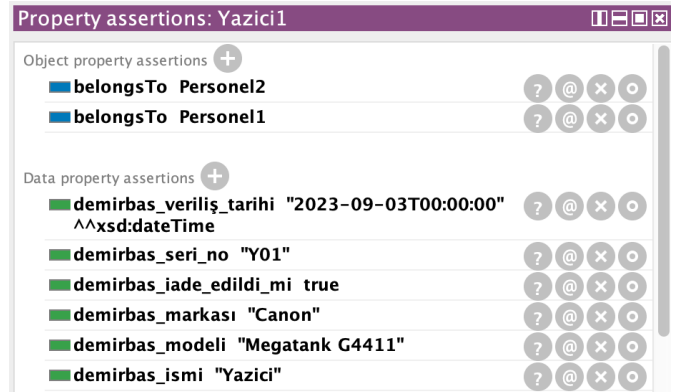 Property assertions: Yazici1
Object property assertions
belongsTo Personel2
belongsTo Personel1
Data property assertions
demirbas_veriliş_tarihi "2023-09-03T00:00:00"
^^xsd:dateTime
demirbas_seri_no "Y01"
demirbas_iade_edildi_mi true
demirbas_markası "Canon"
demirbas_modeli "Megatank G4411"
demirbas_ismi "Yazici"